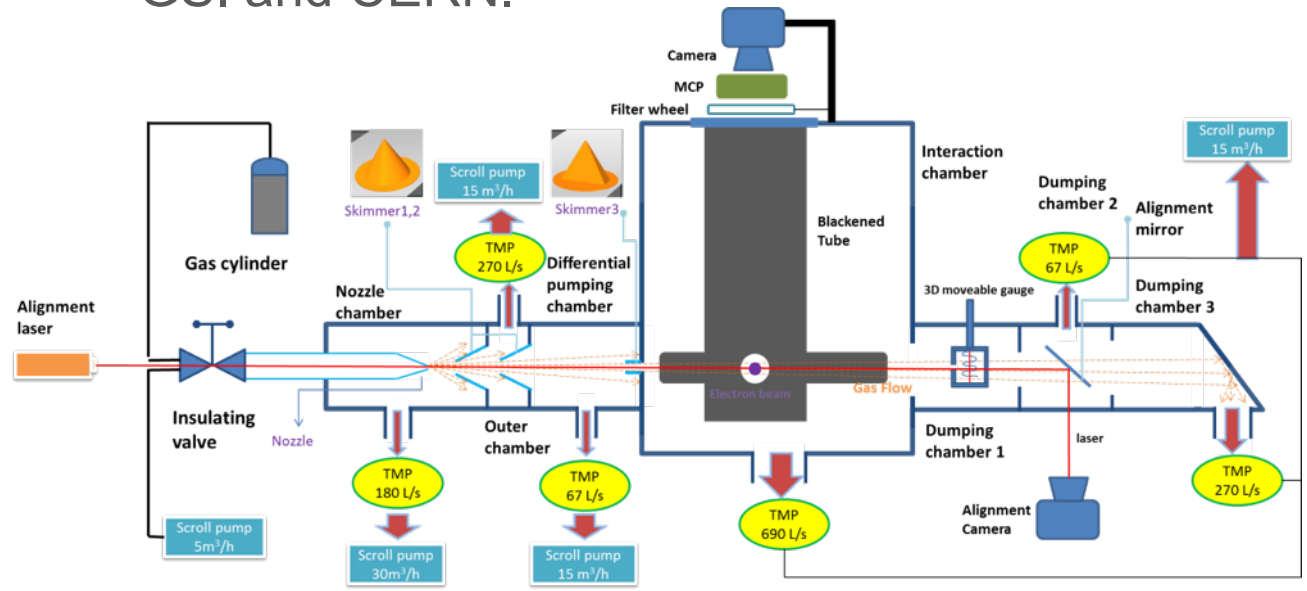 GSI and CERN.
Camera
MCP
Filter wheel
Scroll pump
15 m³/h
Interaction
chamber
Scroll pump
15 m³/h
Skimmer1,2
Skimmer3
Dumping
chamber 2
Alignment
mirror
Blackened
Tube
TMP
270 L/s
TMP
67 L/s
Gas cylinder
Differential
pumping
chamber
Nozzle
chamber
3D moveable gauge
Dumping
chamber 3
Alignment
laser
Electron beam
Gas Flow
Insulating
valve
Nozzle
Outer
chamber
Dumping
chamber 1
laser
TMP
180 L/s
TMP
67 L/s
TMP
690 L/s
TMP
270 L/s
Alignment
Camera
Scroll pump
5m³/h
Scroll pump
30m³/h
Scroll pump
15 m³/h